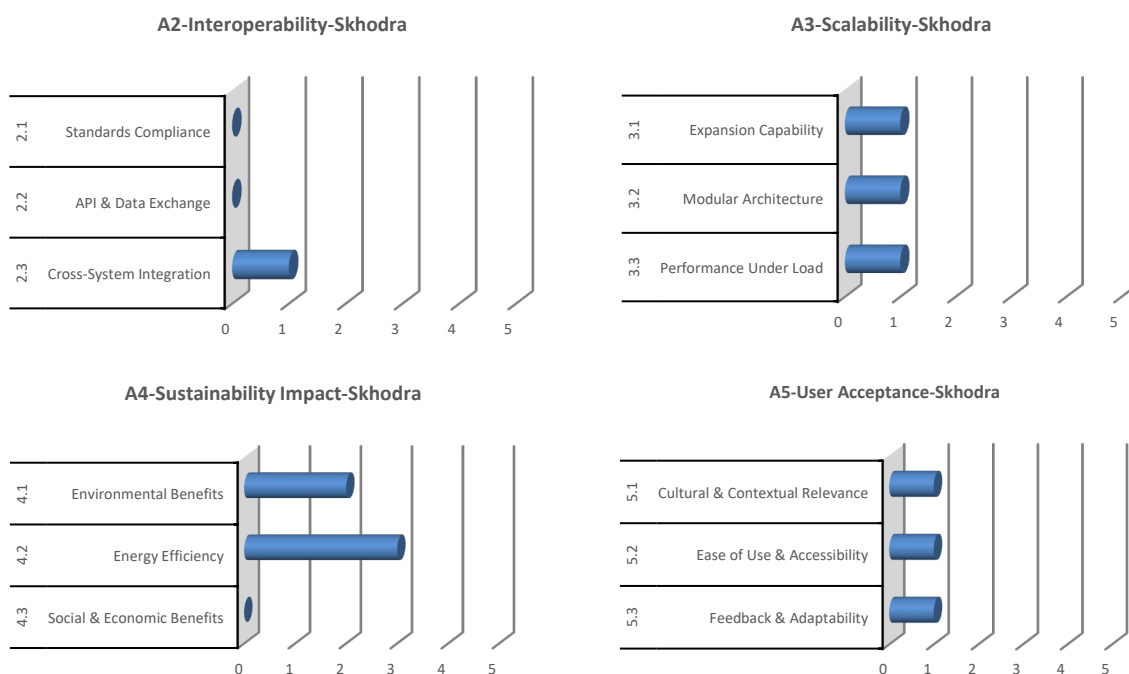 A2-Interoperability-Skhodra
2.1 Standards Compliance
2.2 API & Data Exchange
2.3 Cross-System Integration
0 1 2 3 4 5
A3-Scalability-Skhodra
3.1 Expansion Capability
3.2 Modular Architecture
3.3 Performance Under Load
0 1 2 3 4 5
A4-Sustainability Impact-Skhodra
4.1 Environmental Benefits
4.2 Energy Efficiency
4.3 Social & Economic Benefits
0 1 2 3 4 5
A5-User Acceptance-Skhodra
5.1 Cultural & Contextual Relevance
5.2 Ease of Use & Accessibility
5.3 Feedback & Adaptability
0 1 2 3 4 5